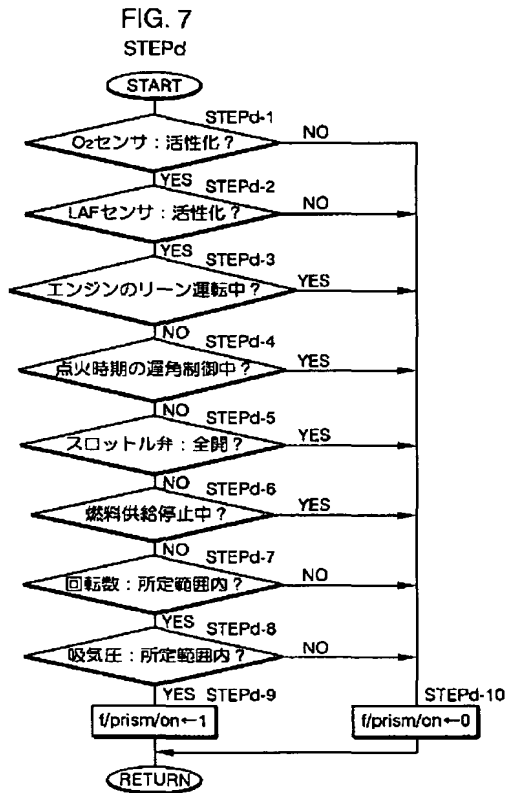 FIG. 7
STEPd
START
STEPd-1
O2センサ：活性化？
NO
YES
STEPd-2
LAFセンサ：活性化？
NO
YES
STEPd-3
エンジンのリーン運転中？
YES
NO
STEPd-4
点火時期の遅角制御中？
YES
NO
STEPd-5
スロットル弁：全開？
YES
NO
STEPd-6
燃料供給停止中？
YES
NO
STEPd-7
回転数：所定範囲内？
NO
YES
STEPd-8
吸気圧：所定範囲内？
NO
YES
STEPd-9
STEPd-10
f/prism/on←1
f/prism/on←0
RETURN